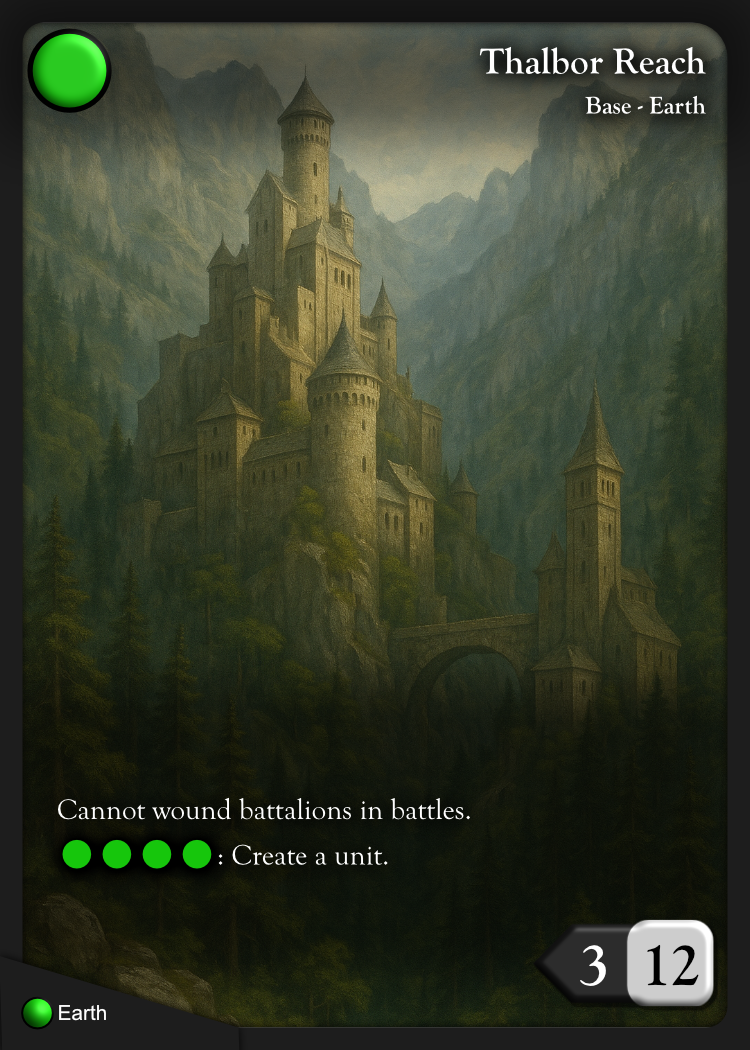 Thalbor Reach
Base - Earth
Cannot wound battalions in battles.
: Create a unit.
3 12
Earth